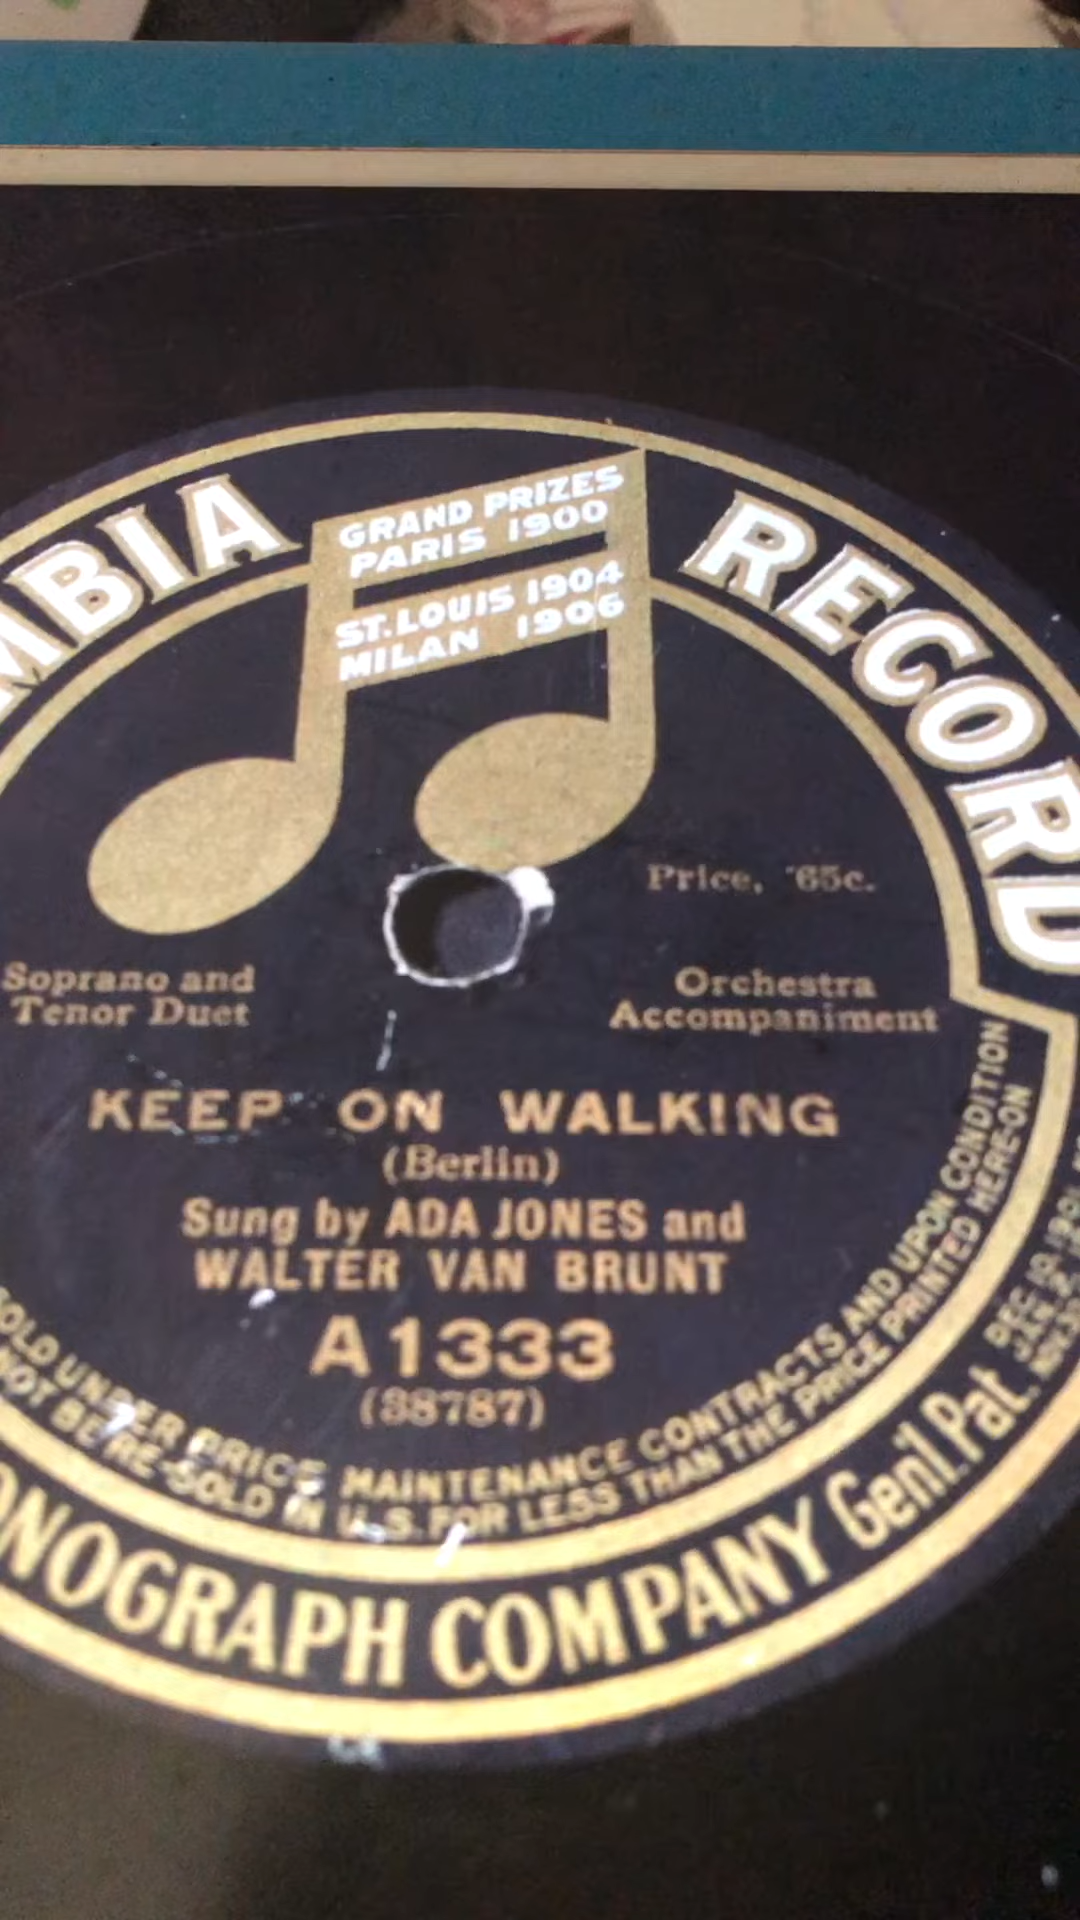 MBIA RECORD
GRAND PRIZES
PARIS 1900
ST. LOUIS 1904
MILAN 1906
Price, 65c.
Soprano and
Tenor Duet
Orchestra
Accompaniment
KEEP ON WALKING
(Berlin)
Sung by ADA JONES and
WALTER VAN BRUNT
A1333
(38787)
SOLD UNDER PRICE MAINTENANCE CONTRACTS AND UPON CONDITION
NOT BE RE-SOLD IN U.S. FOR LESS THAN THE PRICE PRINTED HERE-ON
ONOGRAPH COMPANY Genl. Pat.